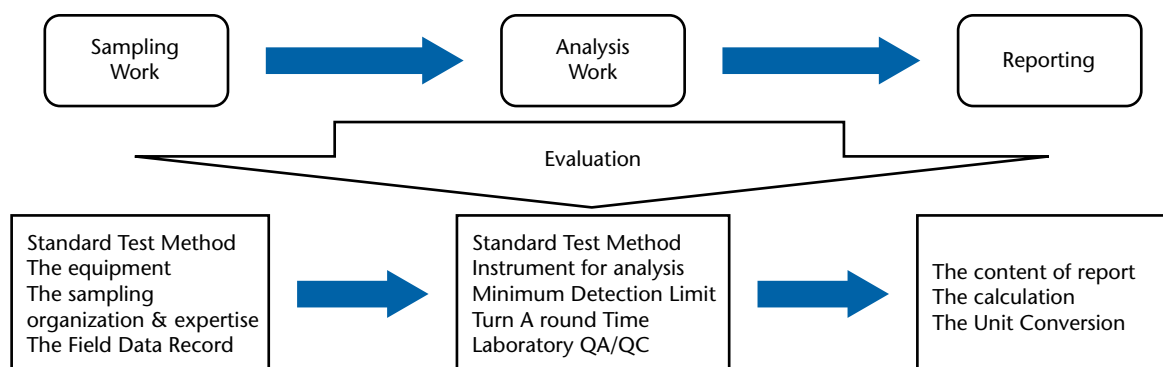 Sampling
Work
Analysis
Work
Reporting
Evaluation
Standard Test Method
The equipment
The sampling
organization & expertise
The Field Data Record
Standard Test Method
Instrument for analysis
Minimum Detection Limit
Turn A round Time
Laboratory QA/QC
The content of report
The calculation
The Unit Conversion